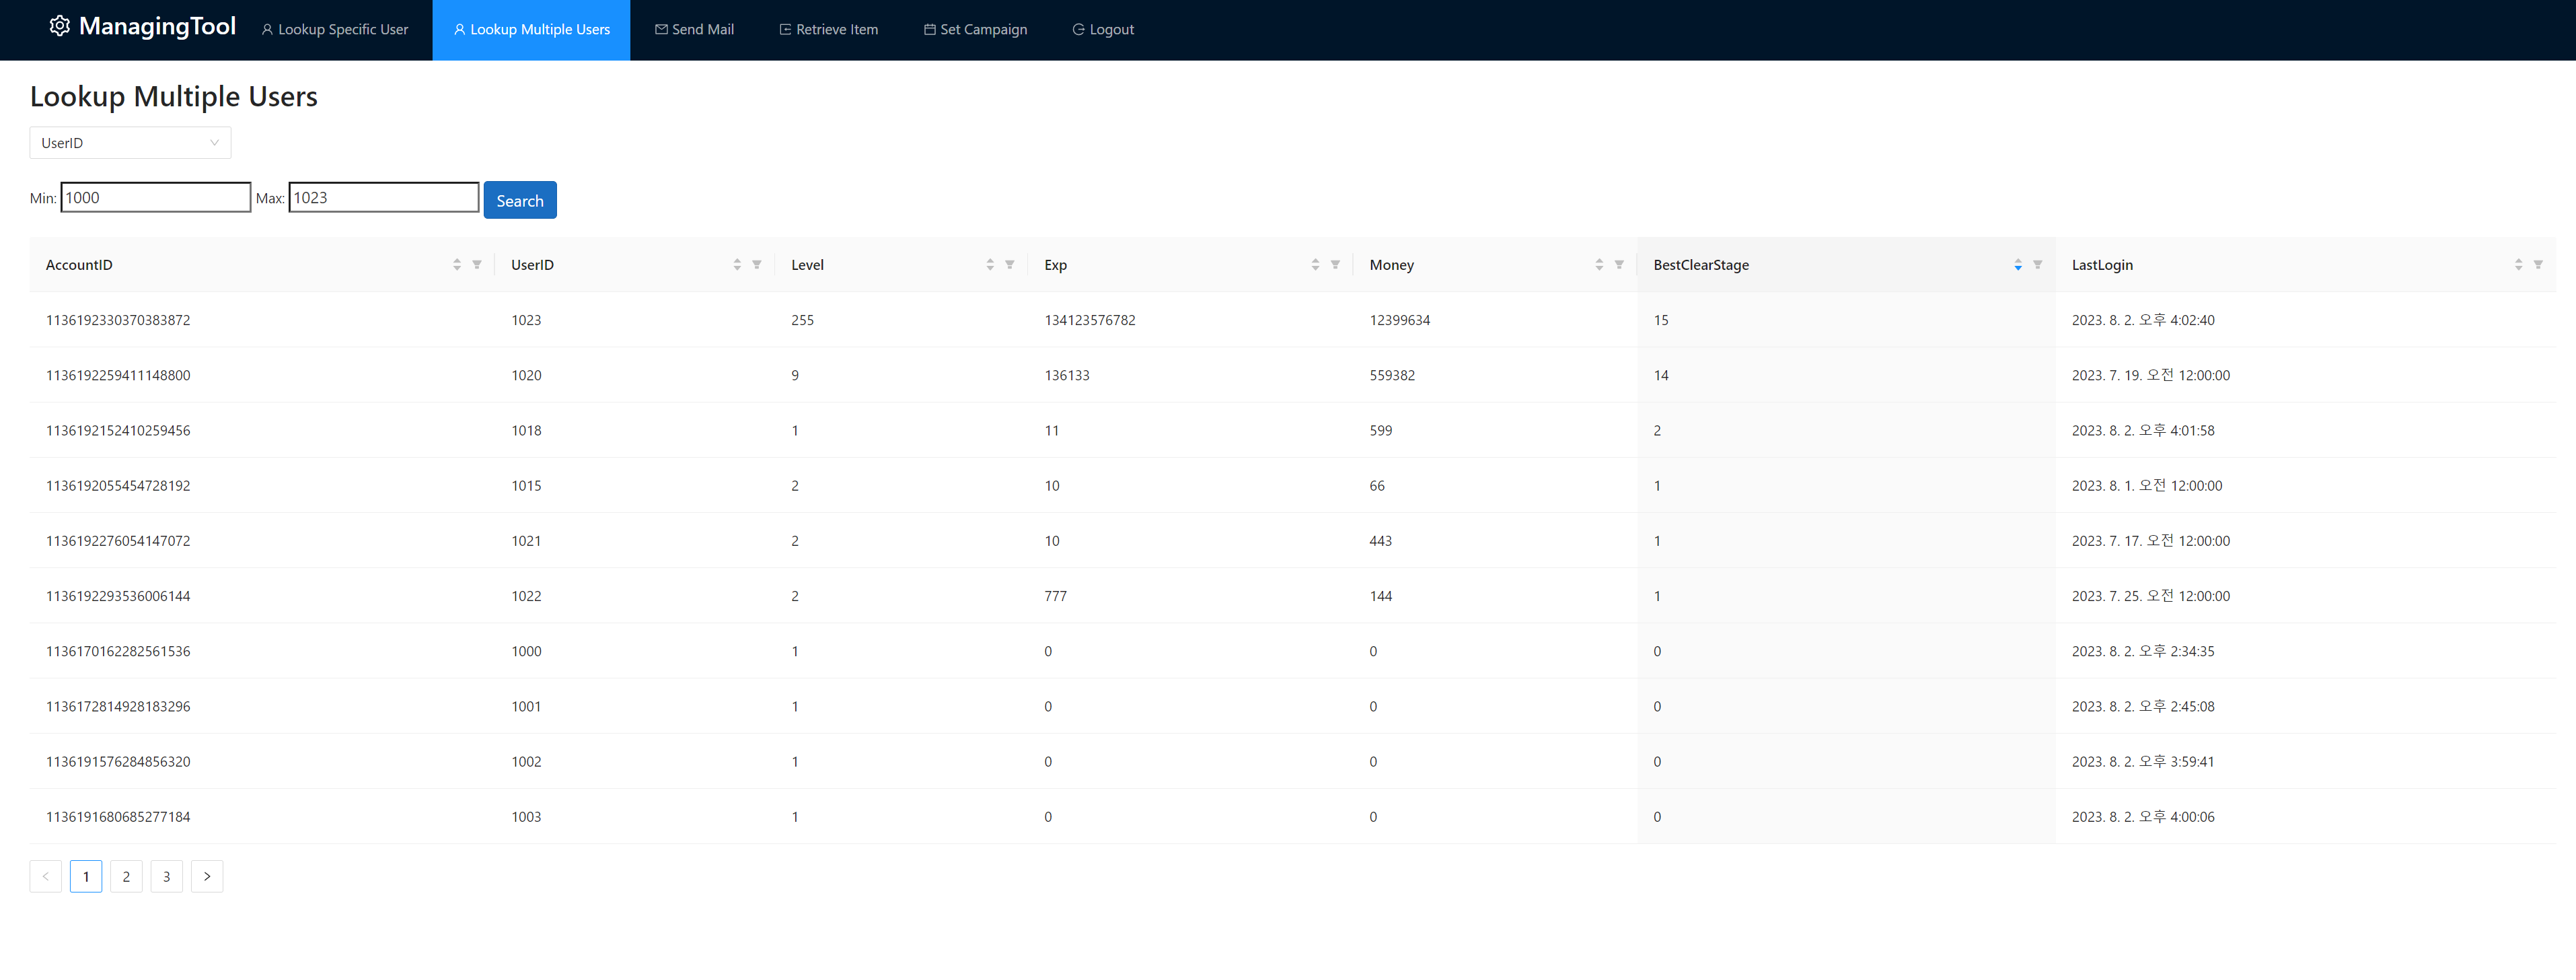 ManagingTool Lookup Specific User Lookup Multiple Users Send Mail Retrieve Item Set Campaign Logout
Lookup Multiple Users
UserID
Min: 1000 Max: 1023 Search
AccountID UserID Level Exp Money BestClearStage LastLogin
1136192330370383872 1023 255 134123576782 12399634 15 2023. 8. 2. 오후 4:02:40
1136192259411148800 1020 9 136133 559382 14 2023. 7. 19. 오전 12:00:00
1136192152410259456 1018 1 11 599 2 2023. 8. 2. 오후 4:01:58
1136192055454728192 1015 2 10 66 1 2023. 8. 1. 오전 12:00:00
1136192276054147072 1021 2 10 443 1 2023. 7. 17. 오전 12:00:00
1136192293536006144 1022 2 777 144 1 2023. 7. 25. 오전 12:00:00
1136170162282561536 1000 1 0 0 0 2023. 8. 2. 오후 2:34:35
1136172814928183296 1001 1 0 0 0 2023. 8. 2. 오후 2:45:08
1136191576284856320 1002 1 0 0 0 2023. 8. 2. 오후 3:59:41
1136191680685277184 1003 1 0 0 0 2023. 8. 2. 오후 4:00:06
1 2 3